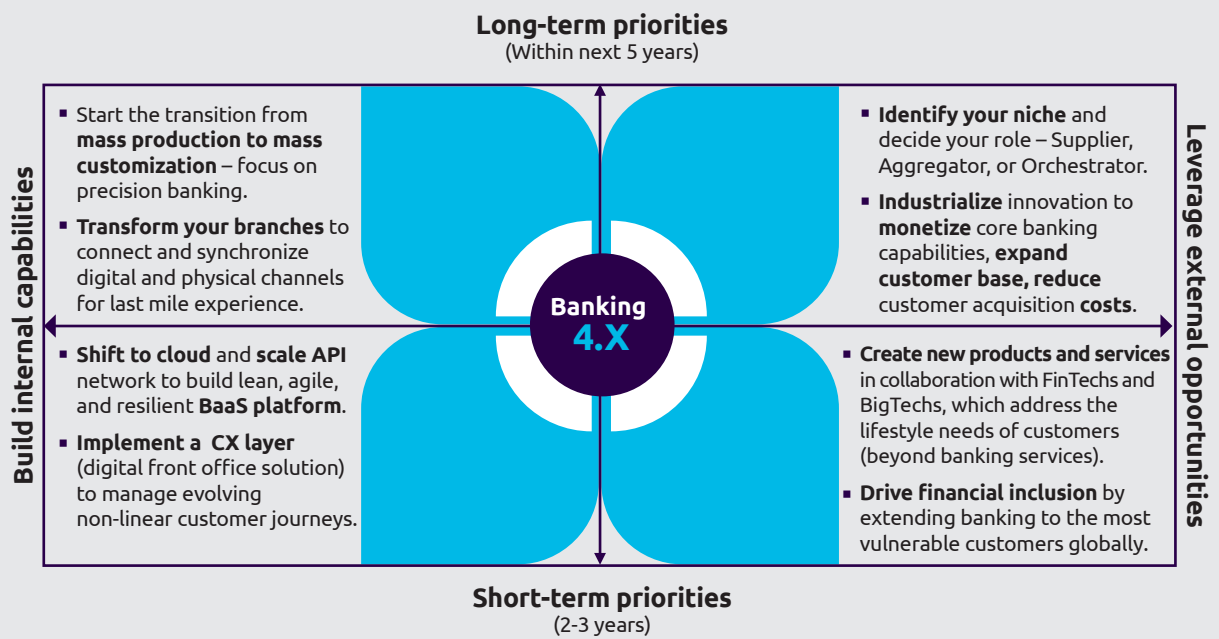 Long-term priorities
(Within next 5 years)
Build internal capabilities
▪ Start the transition from
mass production to mass
customization – focus on
precision banking.
▪ Transform your branches to
connect and synchronize
digital and physical channels
for last mile experience.
▪ Identify your niche and
decide your role – Supplier,
Aggregator, or Orchestrator.
▪ Industrialize innovation to
monetize core banking
capabilities, expand
customer base, reduce
customer acquisition costs.
Leverage external opportunities
Banking
4.X
▪ Shift to cloud and scale API
network to build lean, agile,
and resilient BaaS platform.
▪ Implement a CX layer
(digital front office solution)
to manage evolving
non-linear customer journeys.
▪ Create new products and services
in collaboration with FinTechs and
BigTechs, which address the
lifestyle needs of customers
(beyond banking services).
▪ Drive financial inclusion by
extending banking to the most
vulnerable customers globally.
Short-term priorities
(2-3 years)